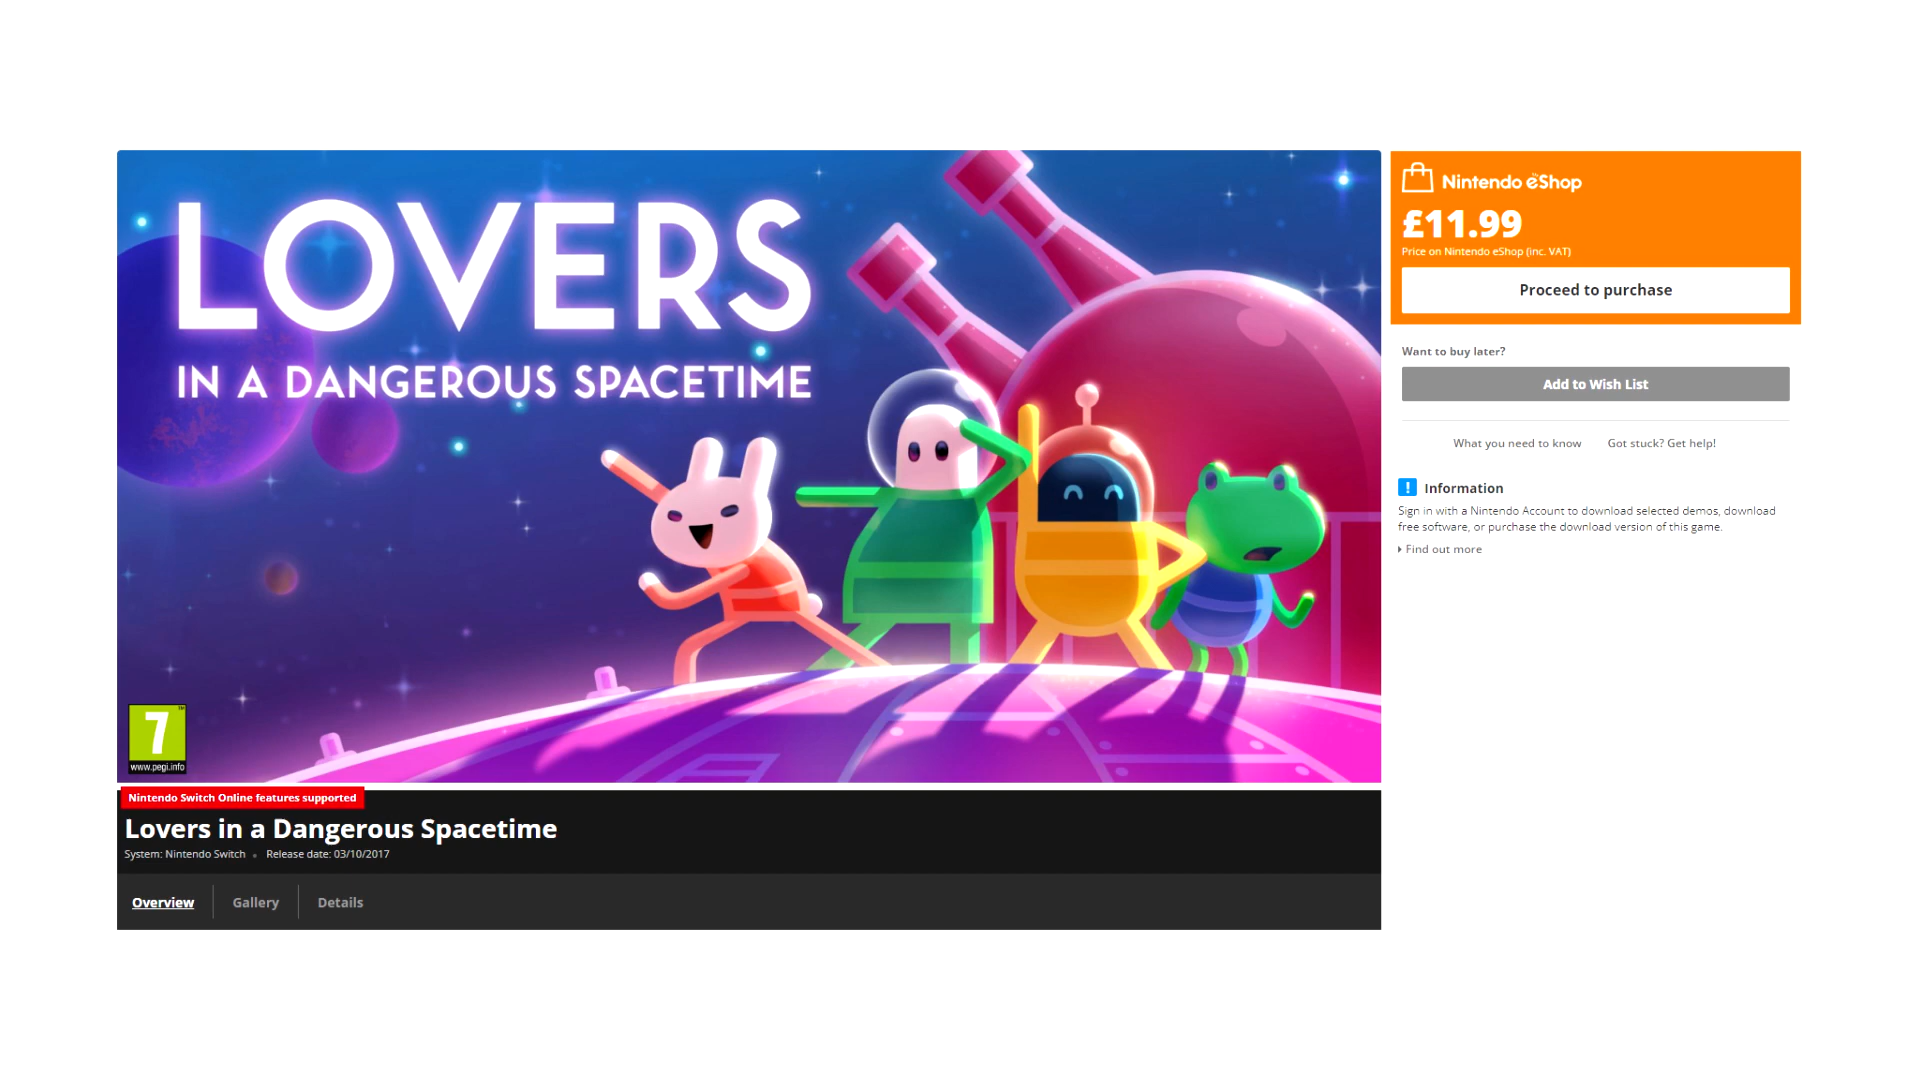 LOVERS
IN A DANGEROUS SPACETIME
7
www.pegi.info
Nintendo Switch Online features supported
Lovers in a Dangerous Spacetime
System: Nintendo Switch • Release date: 03/10/2017
Overview
Gallery
Details
Nintendo eShop
£11.99
Price on Nintendo eShop (inc. VAT)
Proceed to purchase
Want to buy later?
Add to Wish List
What you need to know
Got stuck? Get help!
! Information
Sign in with a Nintendo Account to download selected demos, download
free software, or purchase the download version of this game.
Find out more